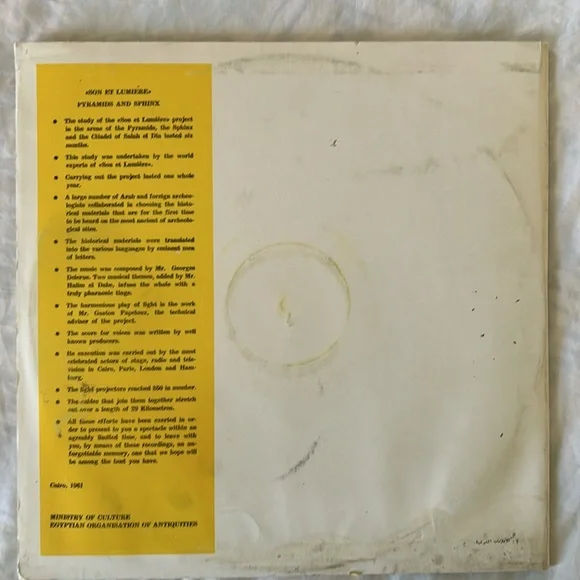 «SON ET LUMIÈRE»
PYRAMIDS AND SPHINX
● The study of the «Son et Lumière» project
in the areas of the Pyramids, the Sphinx
and the Citadel of Salah el Din lasted six
months.
● This study was undertaken by the world
experts of «Son et Lumière».
● Carrying out the project lasted one whole
year.
● A large number of Arab and foreign archeo-
logists collaborated in choosing the histo-
rical materials that are for the first time
to be heard on the most ancient of archeolo-
gical sites.
● The historical materials were translated
into the various languages by eminent men
of letters.
● The music was composed by Mr. Georges
Delerue. Two musical themes, added by Mr.
Halim el Dabe, infuse the whole with a
truly pharaonic tinge.
● The harmonious play of light is the work
of Mr. Gaston Papeloux, the technical
adviser of the project.
● The score for voices was written by well
known producers.
● Its execution was carried out by the most
celebrated actors of stage, radio and tele-
vision in Cairo, Paris, London and Ham-
burg.
● The light projectors reached 550 in number.
● The cables that join them together stretch
out over a length of 29 Kilometres.
● All these efforts have been exerted in or-
der to present to you a spectacle within an
agreably limited time, and to leave with
you, by means of these recordings, an un-
forgettable memory, one that we hope will
be among the best you have.
Cairo, 1961
MINISTRY OF CULTURE
EGYPTIAN ORGANISATION OF ANTIQUITIES